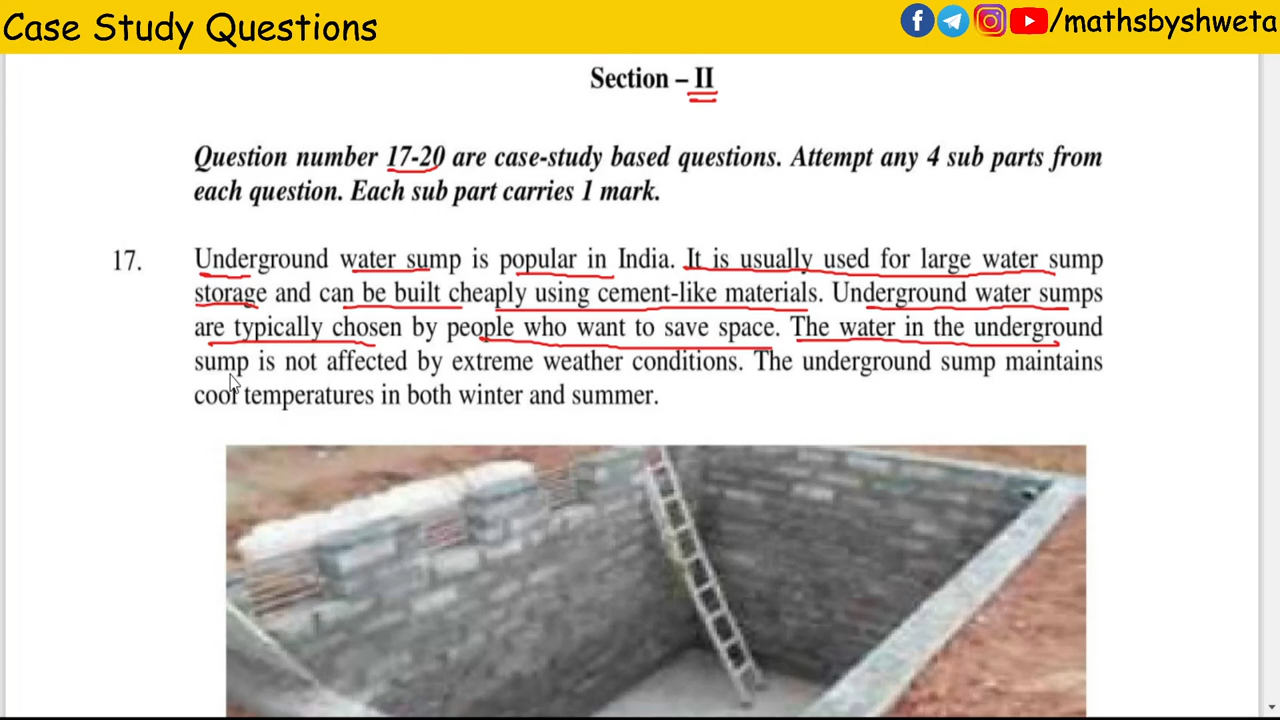 Case Study Questions
/mathsbyshweta
Section – II
Question number 17-20 are case-study based questions. Attempt any 4 sub parts from
each question. Each sub part carries 1 mark.
17. Underground water sump is popular in India. It is usually used for large water sump
storage and can be built cheaply using cement-like materials. Underground water sumps
are typically chosen by people who want to save space. The water in the underground
sump is not affected by extreme weather conditions. The underground sump maintains
cool temperatures in both winter and summer.